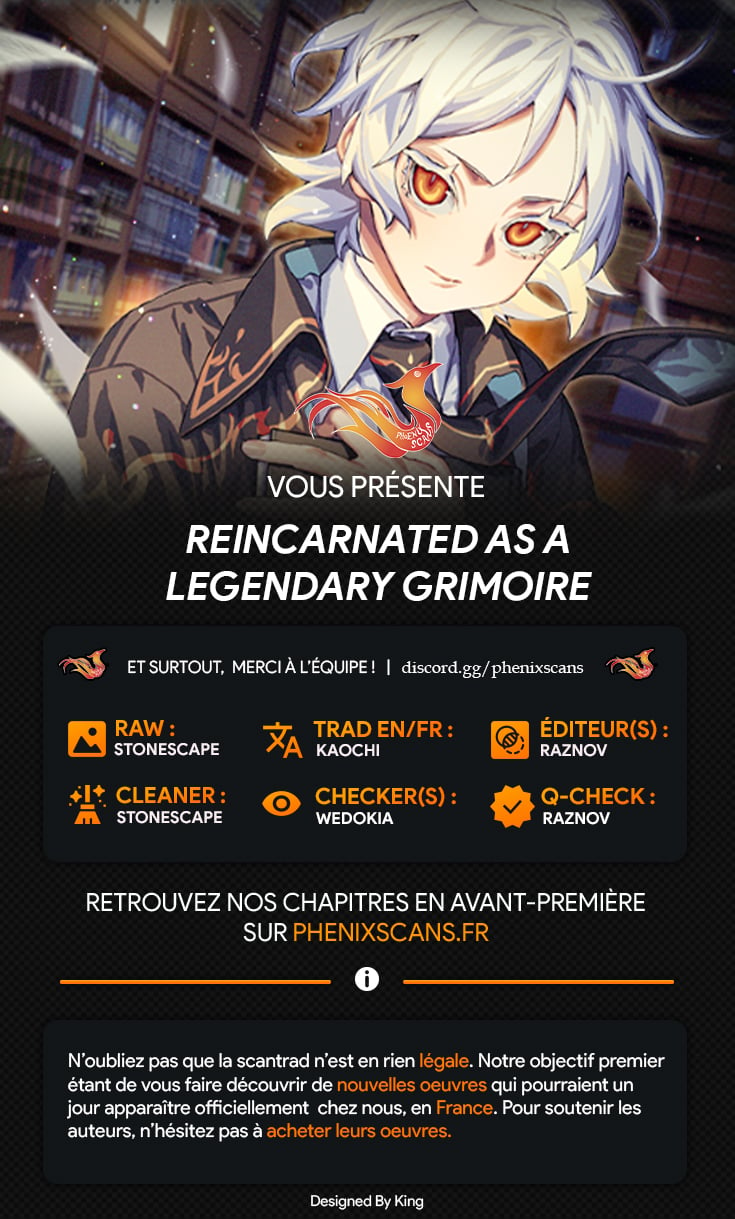 PHENIX
SCANS
VOUS PRÉSENTE
REINCARNATED AS A
LEGENDARY GRIMOIRE
ET SURTOUT, MERCI À L'ÉQUIPE ! | discord.gg/phenixscans
RAW :
STONESCAPE
TRAD EN/FR :
KAOCHI
ÉDITEUR(S) :
RAZNOV
CLEANER :
STONESCAPE
CHECKER(S) :
WEDOKIA
Q-CHECK :
RAZNOV
RETROUVEZ NOS CHAPITRES EN AVANT-PREMIÈRE
SUR PHENIXSCANS.FR
N'oubliez pas que la scantrad n'est en rien légale. Notre objectif premier
étant de vous faire découvrir de nouvelles oeuvres qui pourraient un
jour apparaître officiellement chez nous, en France. Pour soutenir les
auteurs, n'hésitez pas à acheter leurs oeuvres.
Designed By King